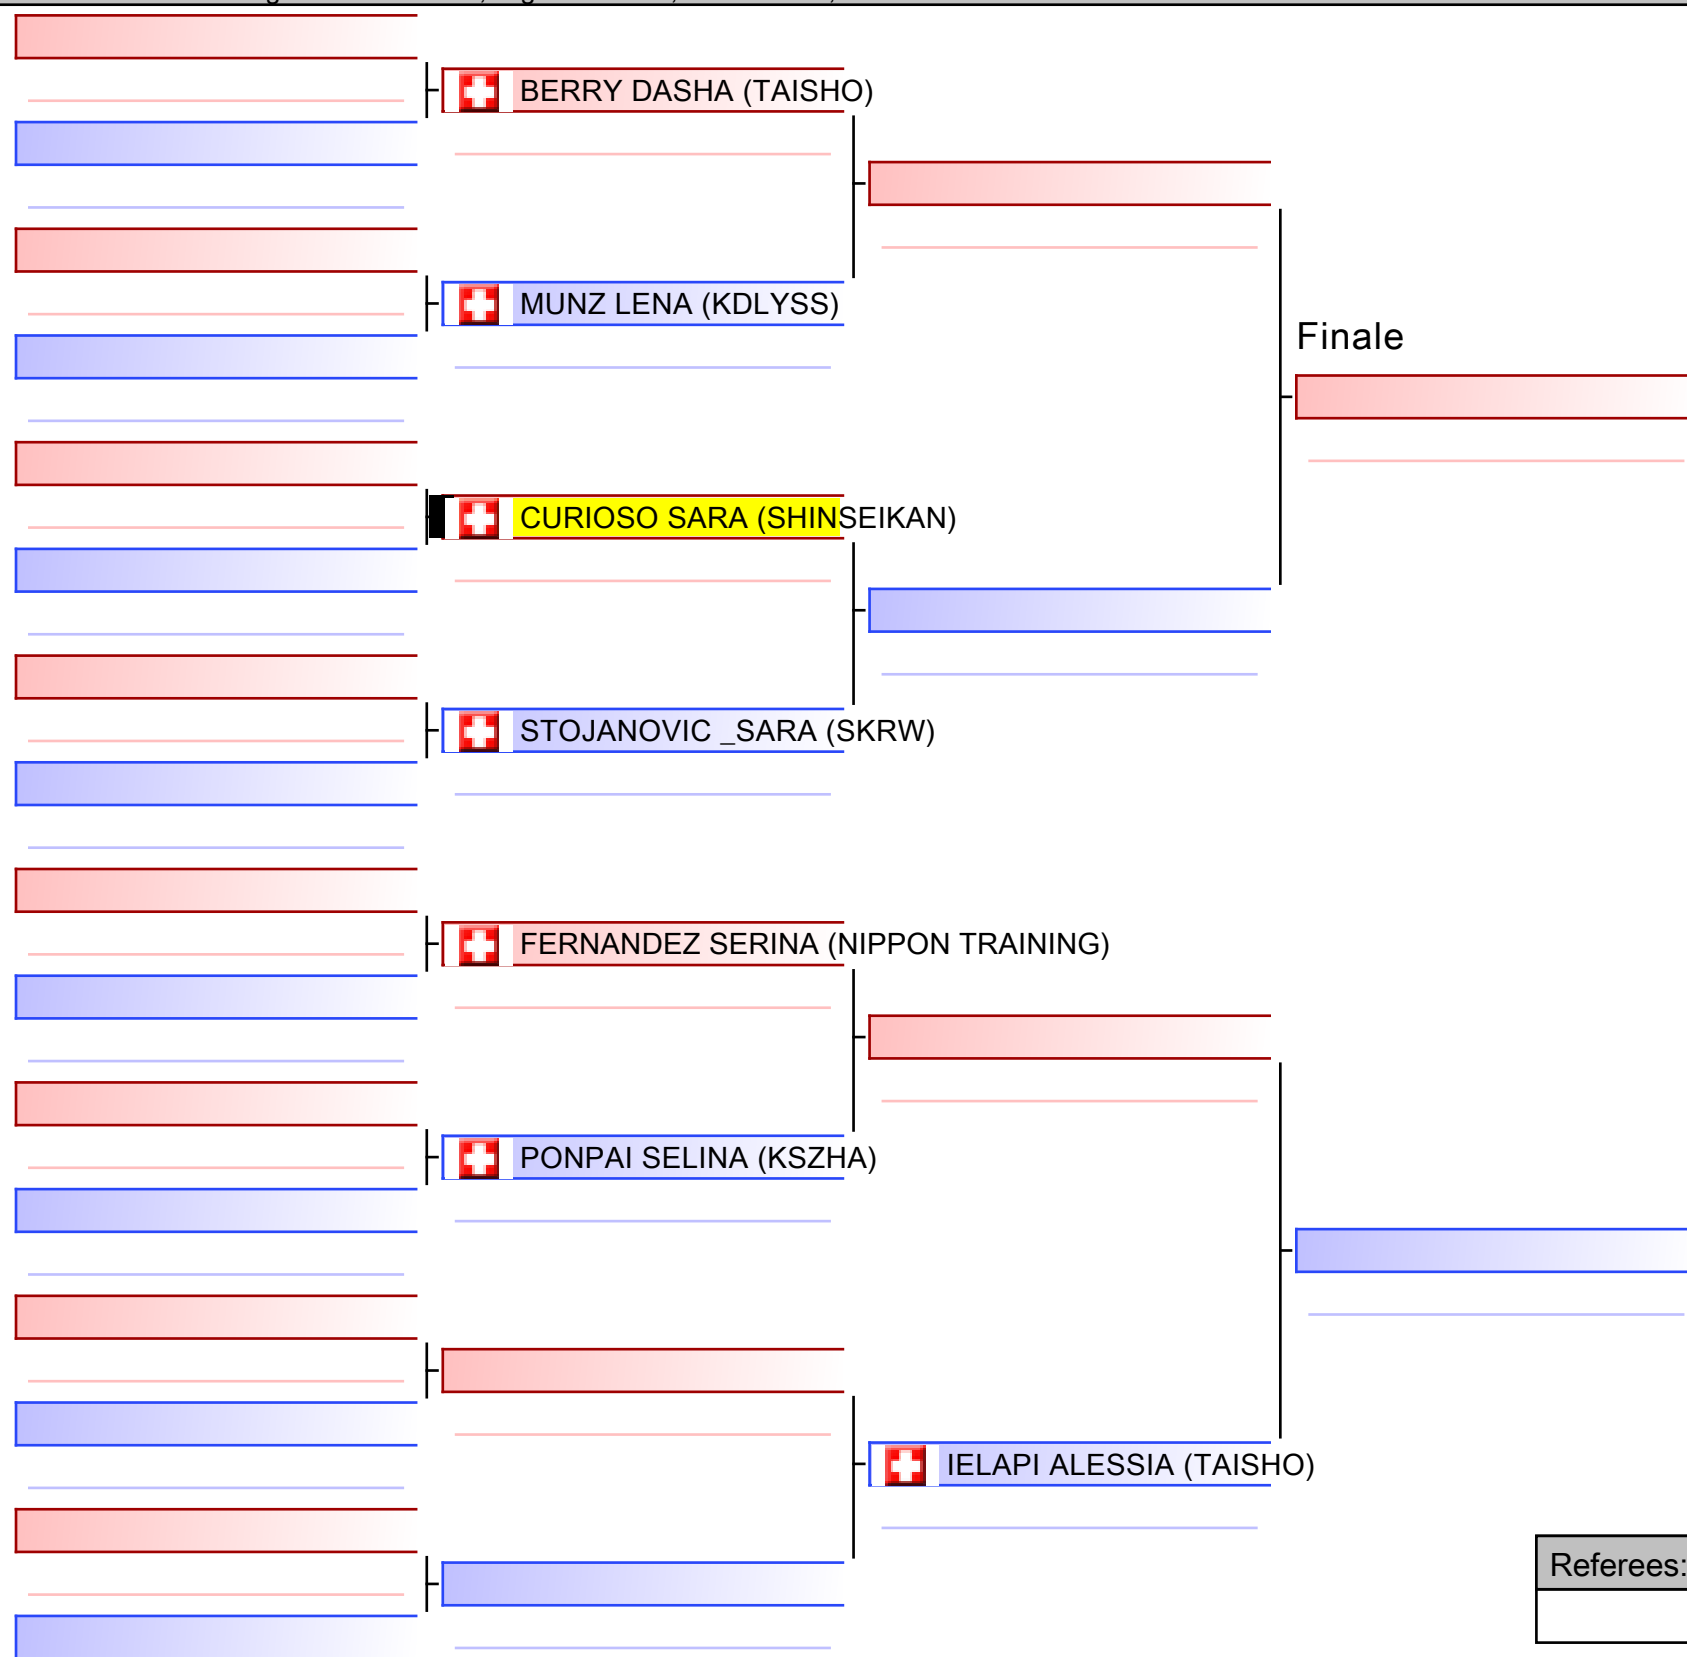 BERRY DASHA (TAISHO)
MUNZ LENA (KDLYSS)
Finale
CURIOSO SARA (SHINSEIKAN)
STOJANOVIC _SARA (SKRW)
FERNANDEZ SERINA (NIPPON TRAINING)
PONPAI SELINA (KSZHA)
IELAPI ALESSIA (TAISHO)
Referees: